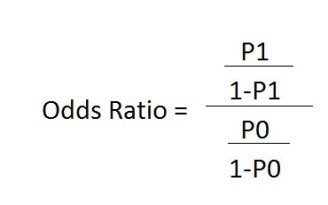 P1
1-P1
Odds Ratio =
P0
1-P0